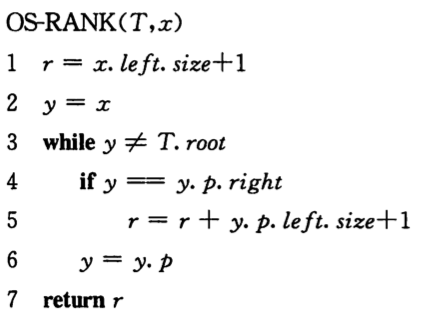 OS-RANK(T,x)
1 r = x. left. size+1
2 y = x
3 while y ≠ T. root
4 if y == y. p. right
5 r = r + y. p. left. size+1
6 y = y. p
7 return r